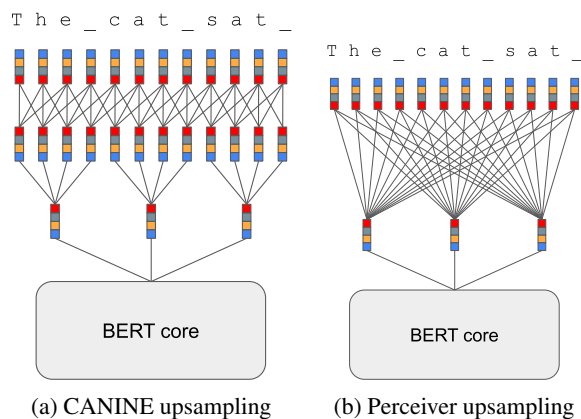 T h e _ c a t _ s a t _
T h e _ c a t _ s a t _
BERT core
BERT core
(a) CANINE upsampling
(b) Perceiver upsampling